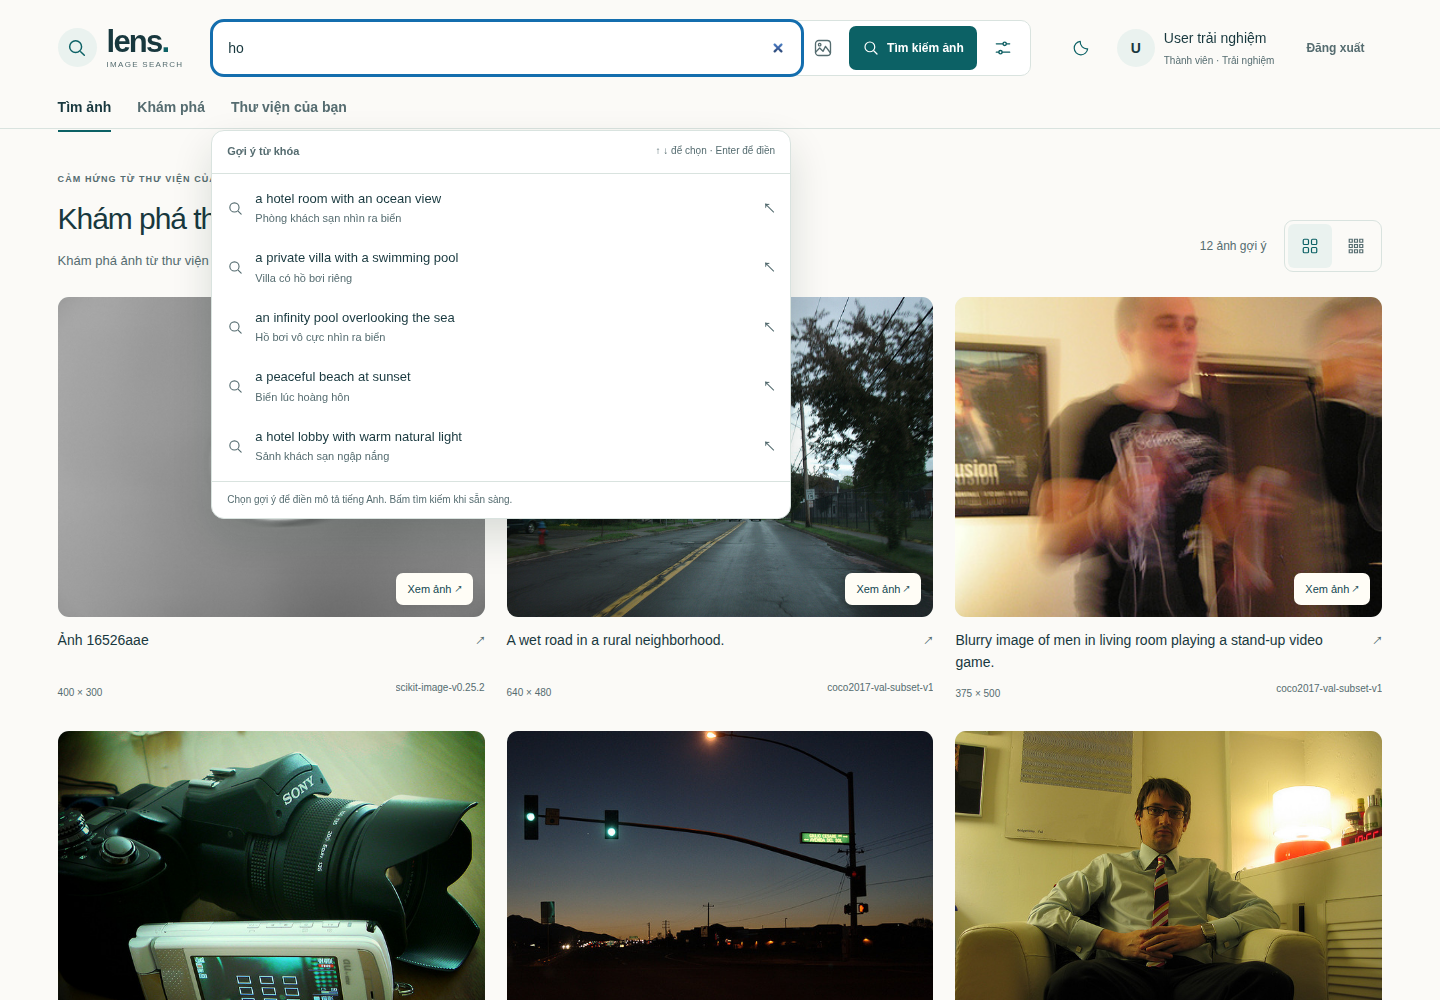 lens.
IMAGE SEARCH
ho
Tìm kiếm ảnh
U
User trải nghiệm
Thành viên · Trải nghiệm
Đăng xuất
Tìm ảnh
Khám phá
Thư viện của bạn
Gợi ý từ khóa
↑ ↓ để chọn · Enter để điền
a hotel room with an ocean view
Phòng khách sạn nhìn ra biển
a private villa with a swimming pool
Villa có hồ bơi riêng
an infinity pool overlooking the sea
Hồ bơi vô cực nhìn ra biển
a peaceful beach at sunset
Biển lúc hoàng hôn
a hotel lobby with warm natural light
Sảnh khách sạn ngập nắng
Chọn gợi ý để điền mô tả tiếng Anh. Bấm tìm kiếm khi sẵn sàng.
CẢM HỨNG TỪ THƯ VIỆN
Khám phá
Khám phá ảnh từ thư viện
12 ảnh gợi ý
Xem ảnh
Xem ảnh
Xem ảnh
Ảnh 16526aae
400 × 300
scikit-image-v0.25.2
A wet road in a rural neighborhood.
640 × 480
coco2017-val-subset-v1
Blurry image of men in living room playing a stand-up video
game.
375 × 500
coco2017-val-subset-v1
SONY